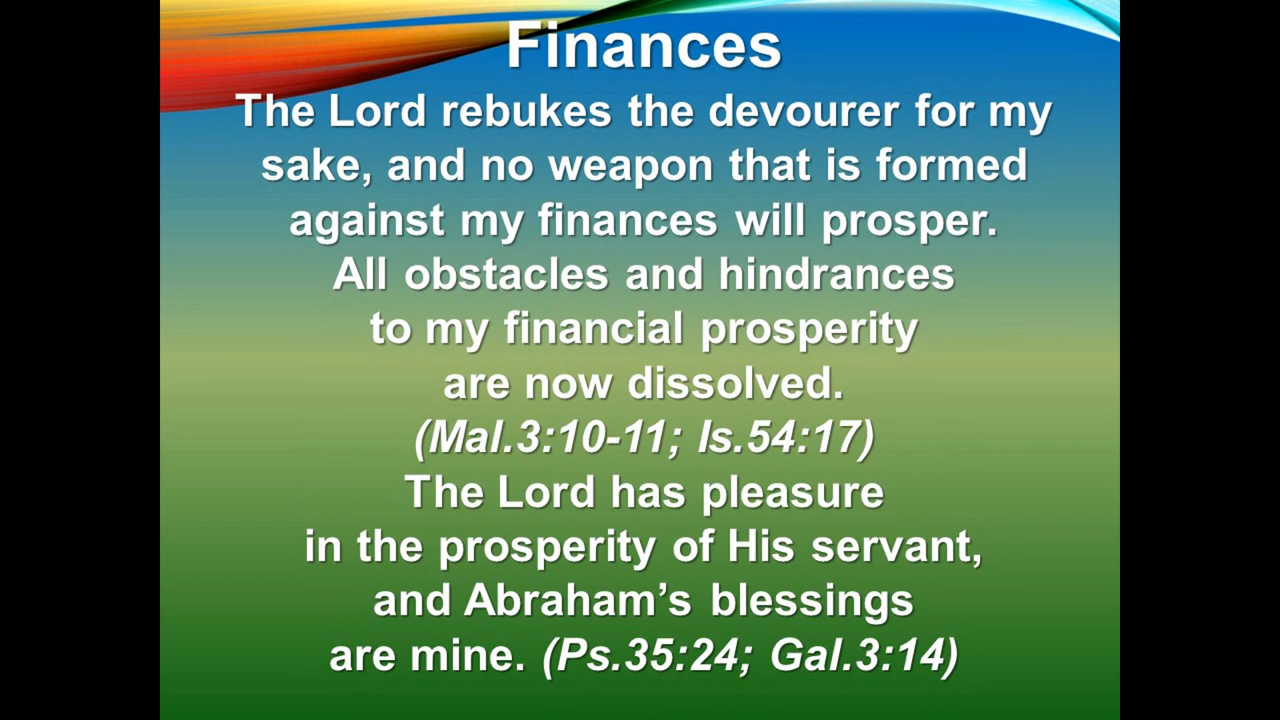 Finances
The Lord rebukes the devourer for my
sake, and no weapon that is formed
against my finances will prosper.
All obstacles and hindrances
to my financial prosperity
are now dissolved.
(Mal.3:10-11; Is.54:17)
The Lord has pleasure
in the prosperity of His servant,
and Abraham’s blessings
are mine. (Ps.35:24; Gal.3:14)